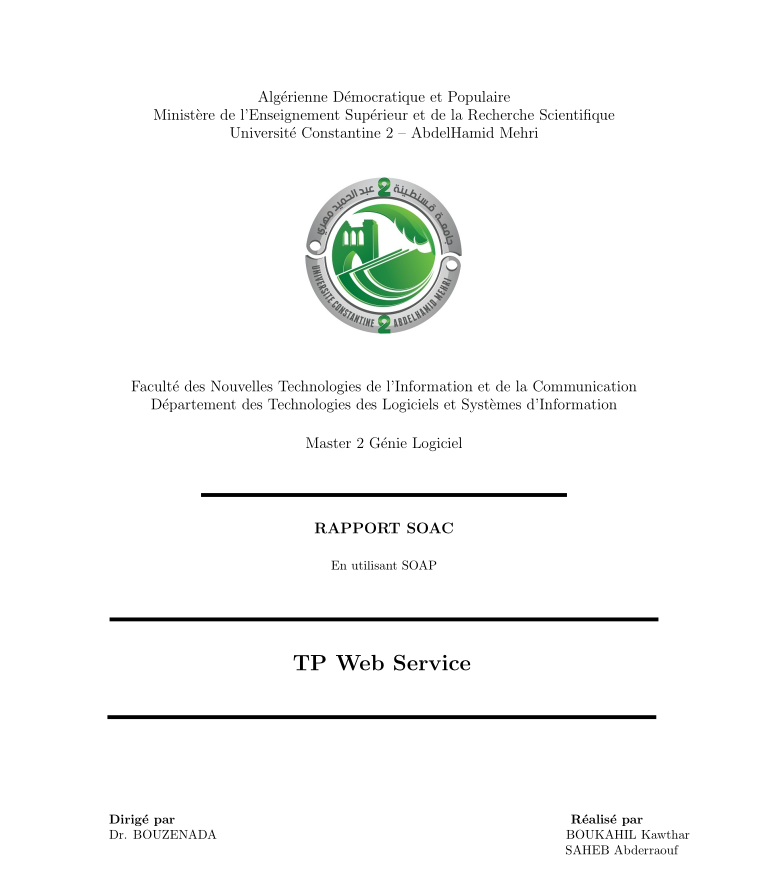 Algérienne Démocratique et Populaire
Ministère de l'Enseignement Supérieur et de la Recherche Scientifique
Université Constantine 2 – AbdelHamid Mehri
جامعة قسنطينة 2 عبد الحميد مهري
UNIVERSITE CONSTANTINE 2 ABDELHAMID MEHRI
Faculté des Nouvelles Technologies de l'Information et de la Communication
Département des Technologies des Logiciels et Systèmes d'Information
Master 2 Génie Logiciel
RAPPORT SOAC
En utilisant SOAP
TP Web Service
Dirigé par
Dr. BOUZENADA
Réalisé par
BOUKAHIL Kawthar
SAHEB Abderraouf